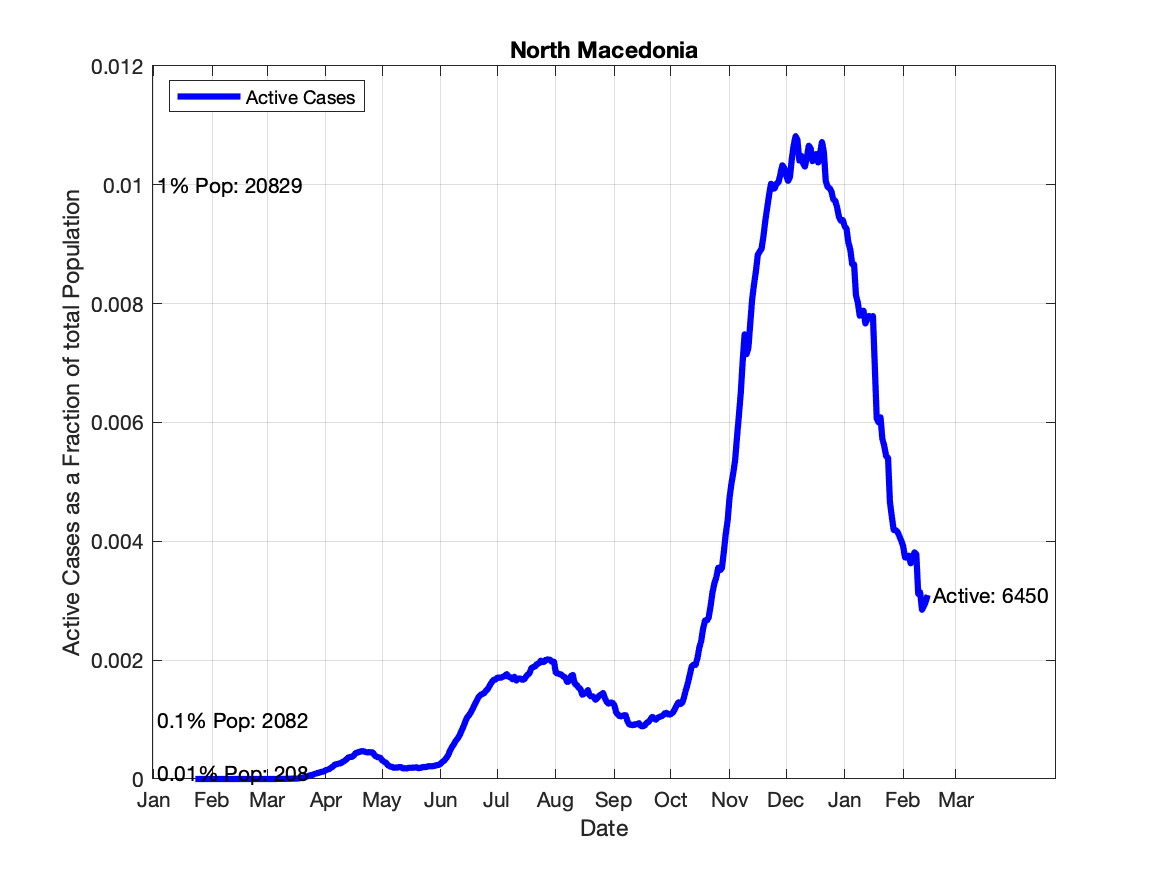 North Macedonia
0.012
Active Cases
0.01
1% Pop: 20829
0.008
0.006
0.004
Active: 6450
0.002
0.1% Pop: 2082
0
0.01% Pop: 208
Jan Feb Mar Apr May Jun Jul Aug Sep Oct Nov Dec Jan Feb Mar
Date
Active Cases as a Fraction of total Population